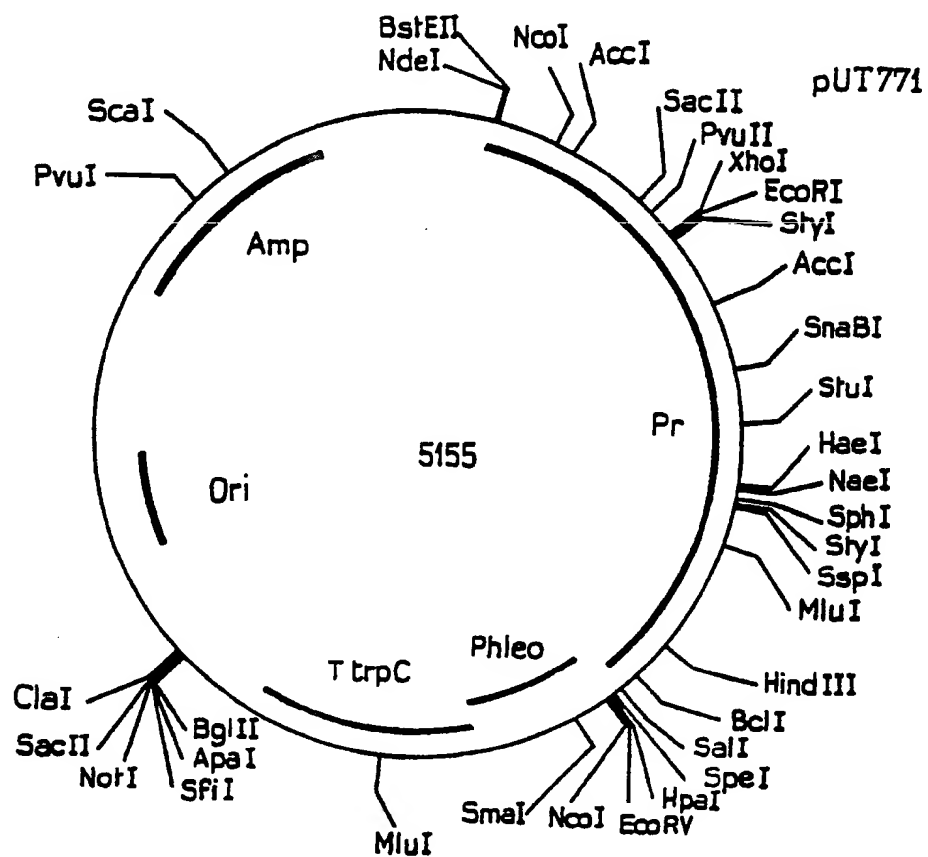 pUT771
BstEII
NdeI
NcoI
AccI
SacII
PvuII
XhoI
EcoRI
StyI
AccI
SnaBI
StuI
HaeI
NaeI
SphI
StyI
SspI
MluI
HindIII
BclI
SalI
SpeI
HpaI
EcoRV
NcoI
SmaI
MluI
SfiI
ApaI
BglII
NotI
SacII
ClaI
PvuI
ScaI
Amp
Pr
5155
Ori
Phleo
T trpC